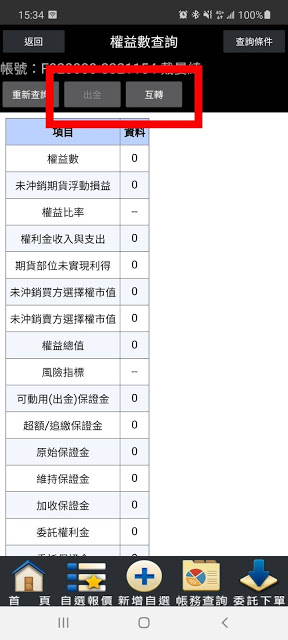 15:34 100%
返回 權益數查詢 查詢條件
帳號：
重新查詢 出金 互轉
項目 資料
權益數 0
未沖銷期貨浮動損益 0
權益比率 --
權利金收入與支出 0
期貨部位未實現利得 0
未沖銷買方選擇權市值 0
未沖銷賣方選擇權市值 0
權益總值 0
風險指標 --
可動用(出金)保證金 0
超額/追繳保證金 0
原始保證金 0
維持保證金 0
加收保證金 0
委託權利金 0
首 頁 自選報價 新增自選 帳務查詢 委託下單